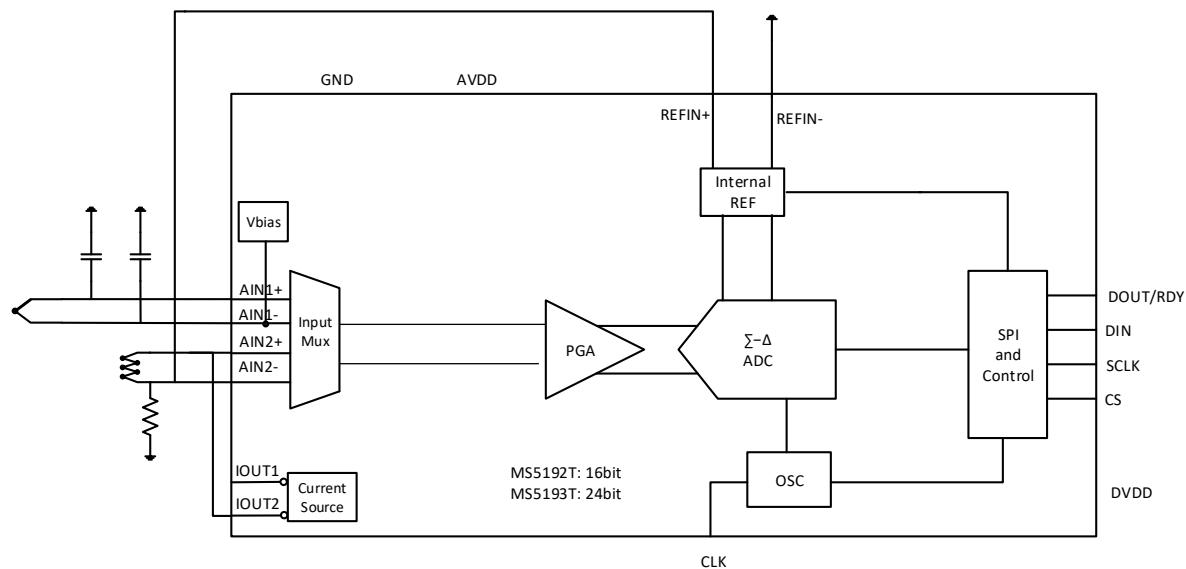 GND
AVDD
REFIN+
REFIN-
Internal
REF
Vbias
AIN1+
AIN1-
AIN2+
AIN2-
Input
Mux
PGA
∑-Δ
ADC
SPI
and
Control
DOUT/RDY
DIN
SCLK
CS
IOUT1
IOUT2
Current
Source
MS5192T: 16bit
MS5193T: 24bit
OSC
DVDD
CLK